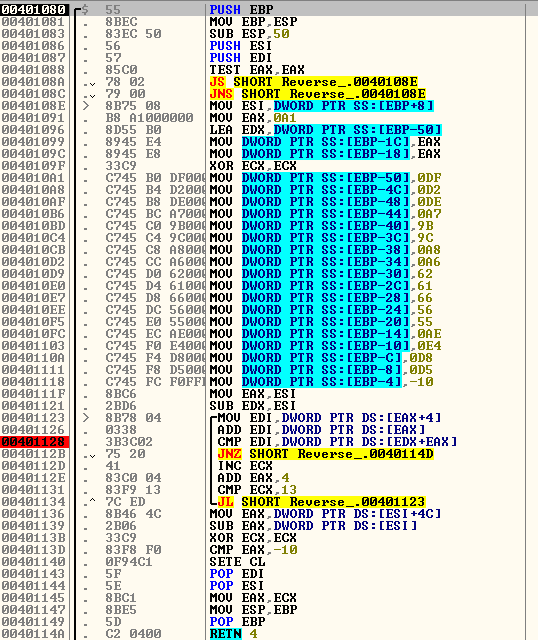 00401080 $ 55 PUSH EBP
00401081 . 8BEC MOV EBP,ESP
00401083 . 83EC 50 SUB ESP,50
00401086 . 56 PUSH ESI
00401087 . 57 PUSH EDI
00401088 . 85C0 TEST EAX,EAX
0040108A .v 78 02 JS SHORT Reverse_.0040108E
0040108C .v 79 00 JNS SHORT Reverse_.0040108E
0040108E > 8B75 08 MOV ESI,DWORD PTR SS:[EBP+8]
00401091 . B8 A1000000 MOV EAX,0A1
00401096 . 8D55 B0 LEA EDX,DWORD PTR SS:[EBP-50]
00401099 . 8945 E4 MOV DWORD PTR SS:[EBP-1C],EAX
0040109C . 8945 E8 MOV DWORD PTR SS:[EBP-18],EAX
0040109F . 33C9 XOR ECX,ECX
004010A1 . C745 B0 DF000 MOV DWORD PTR SS:[EBP-50],0DF
004010A8 . C745 B4 D2000 MOV DWORD PTR SS:[EBP-4C],0D2
004010AF . C745 B8 DE000 MOV DWORD PTR SS:[EBP-48],0DE
004010B6 . C745 BC A7000 MOV DWORD PTR SS:[EBP-44],0A7
004010BD . C745 C0 9B000 MOV DWORD PTR SS:[EBP-40],9B
004010C4 . C745 C4 9C000 MOV DWORD PTR SS:[EBP-3C],9C
004010CB . C745 C8 A8000 MOV DWORD PTR SS:[EBP-38],0A8
004010D2 . C745 CC A6000 MOV DWORD PTR SS:[EBP-34],0A6
004010D9 . C745 D0 62000 MOV DWORD PTR SS:[EBP-30],62
004010E0 . C745 D4 61000 MOV DWORD PTR SS:[EBP-2C],61
004010E7 . C745 D8 66000 MOV DWORD PTR SS:[EBP-28],66
004010EE . C745 DC 56000 MOV DWORD PTR SS:[EBP-24],56
004010F5 . C745 E0 55000 MOV DWORD PTR SS:[EBP-20],55
004010FC . C745 EC AE000 MOV DWORD PTR SS:[EBP-14],0AE
00401103 . C745 F0 E4000 MOV DWORD PTR SS:[EBP-10],0E4
0040110A . C745 F4 D8000 MOV DWORD PTR SS:[EBP-C],0D8
00401111 . C745 F8 D5000 MOV DWORD PTR SS:[EBP-8],0D5
00401118 . C745 FC F0FFF MOV DWORD PTR SS:[EBP-4],-10
0040111F . 8BC6 MOV EAX,ESI
00401121 . 2BD6 SUB EDX,ESI
00401123 > 8B78 04 MOV EDI,DWORD PTR DS:[EAX+4]
00401126 . 0338 ADD EDI,DWORD PTR DS:[EAX]
00401128 . 3B3C02 CMP EDI,DWORD PTR DS:[EDX+EAX]
0040112B .v 75 20 JNZ SHORT Reverse_.0040114D
0040112D . 41 INC ECX
0040112E . 83C0 04 ADD EAX,4
00401131 . 83F9 13 CMP ECX,13
00401134 .^ 7C ED JL SHORT Reverse_.00401123
00401136 . 8B46 4C MOV EAX,DWORD PTR DS:[ESI+4C]
00401139 . 2B06 SUB EAX,DWORD PTR DS:[ESI]
0040113B . 33C9 XOR ECX,ECX
0040113D . 83F8 F0 CMP EAX,-10
00401140 . 0F94C1 SETE CL
00401143 . 5F POP EDI
00401144 . 5E POP ESI
00401145 . 8BC1 MOV EAX,ECX
00401147 . 8BE5 MOV ESP,EBP
00401149 . 5D POP EBP
0040114A . C2 0400 RETN 4